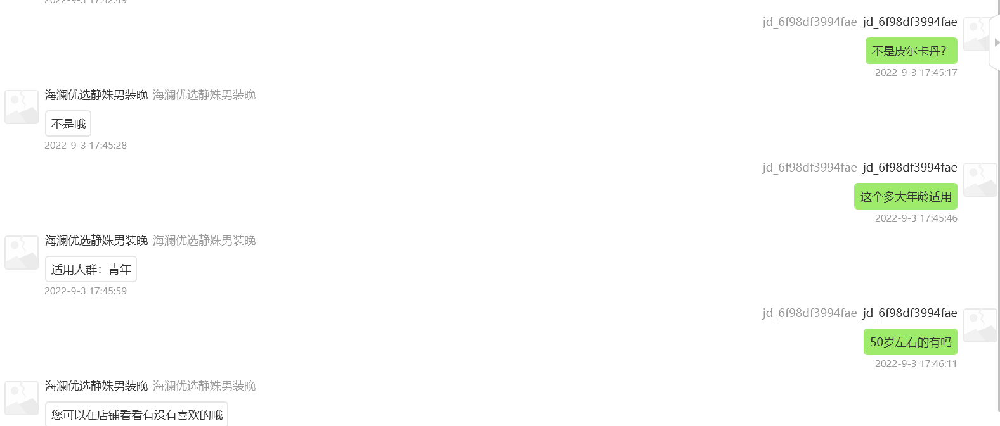 2022-9-3 17:42:49
jd_6f98df3994fae jd_6f98df3994fae
不是皮尔卡丹？
2022-9-3 17:45:17
海澜优选静姝男装晚 海澜优选静姝男装晚
不是哦
2022-9-3 17:45:28
jd_6f98df3994fae jd_6f98df3994fae
这个多大年龄适用
2022-9-3 17:45:46
海澜优选静姝男装晚 海澜优选静姝男装晚
适用人群：青年
2022-9-3 17:45:59
jd_6f98df3994fae jd_6f98df3994fae
50岁左右的有吗
2022-9-3 17:46:11
海澜优选静姝男装晚 海澜优选静姝男装晚
您可以在店铺看看有没有喜欢的哦